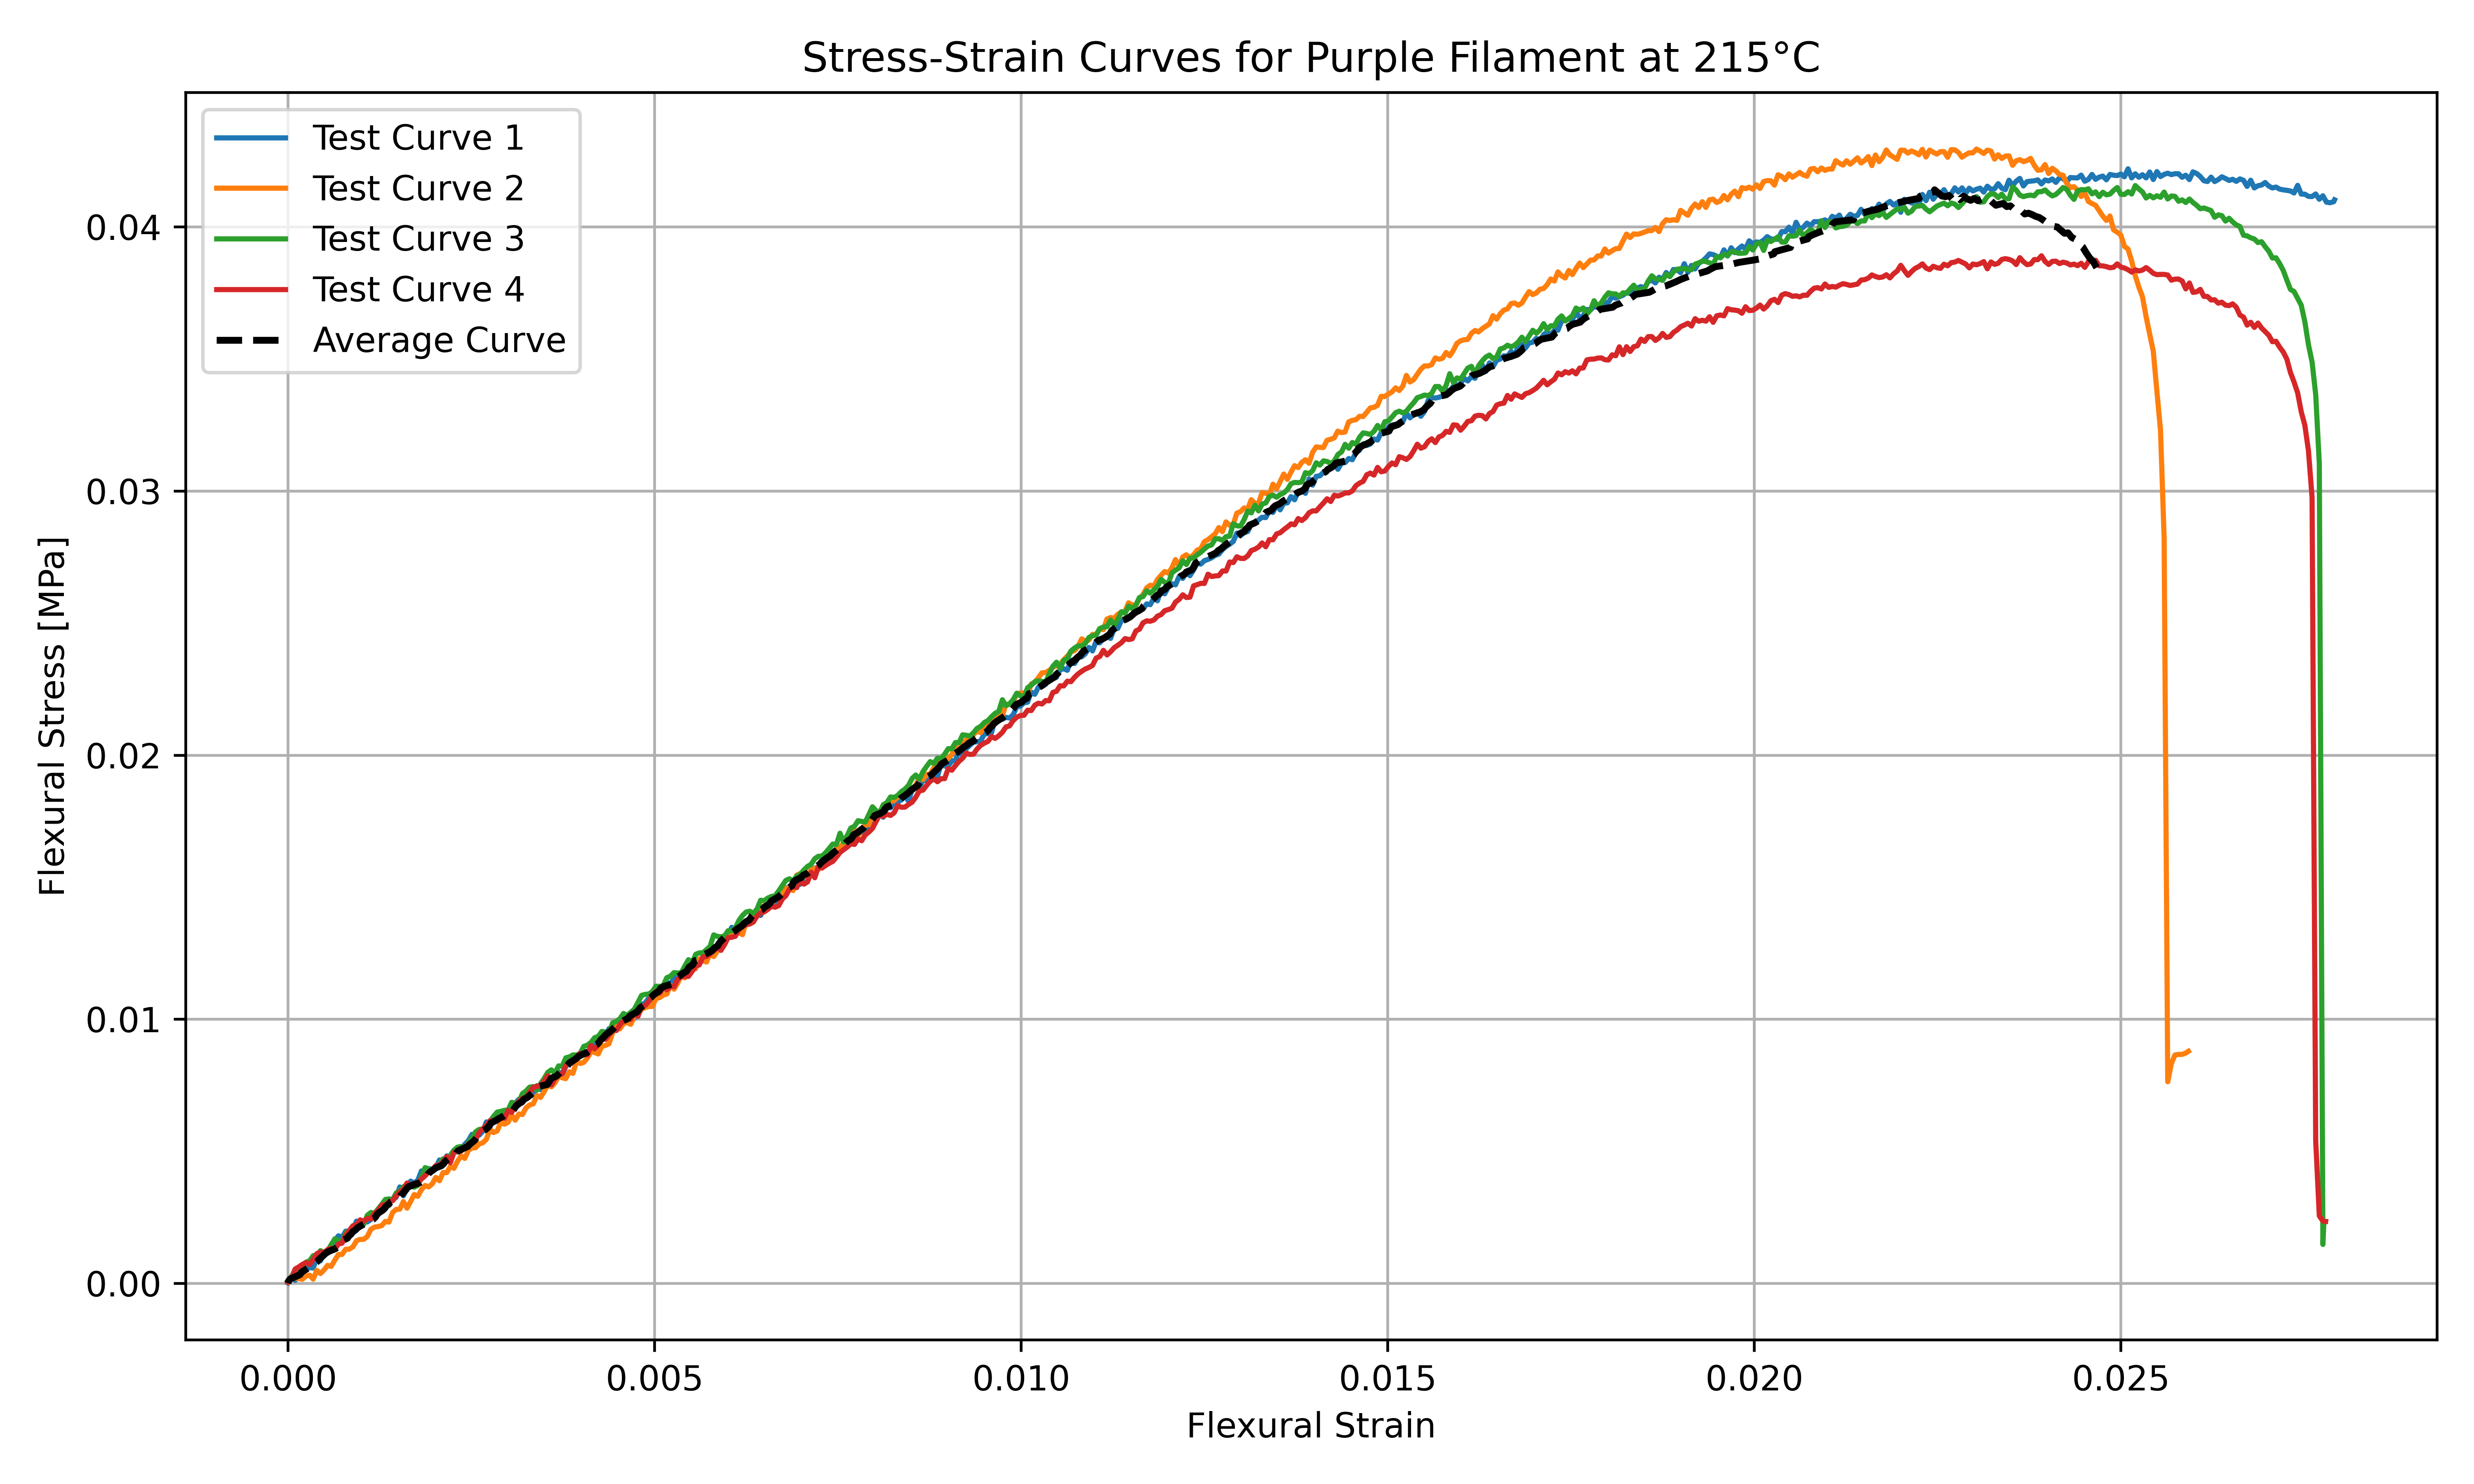 Stress-Strain Curves for Purple Filament at 215°C
Test Curve 1
Test Curve 2
Test Curve 3
Test Curve 4
Average Curve
Flexural Stress [MPa]
0.04
0.03
0.02
0.01
0.00
0.000 0.005 0.010 0.015 0.020 0.025
Flexural Strain